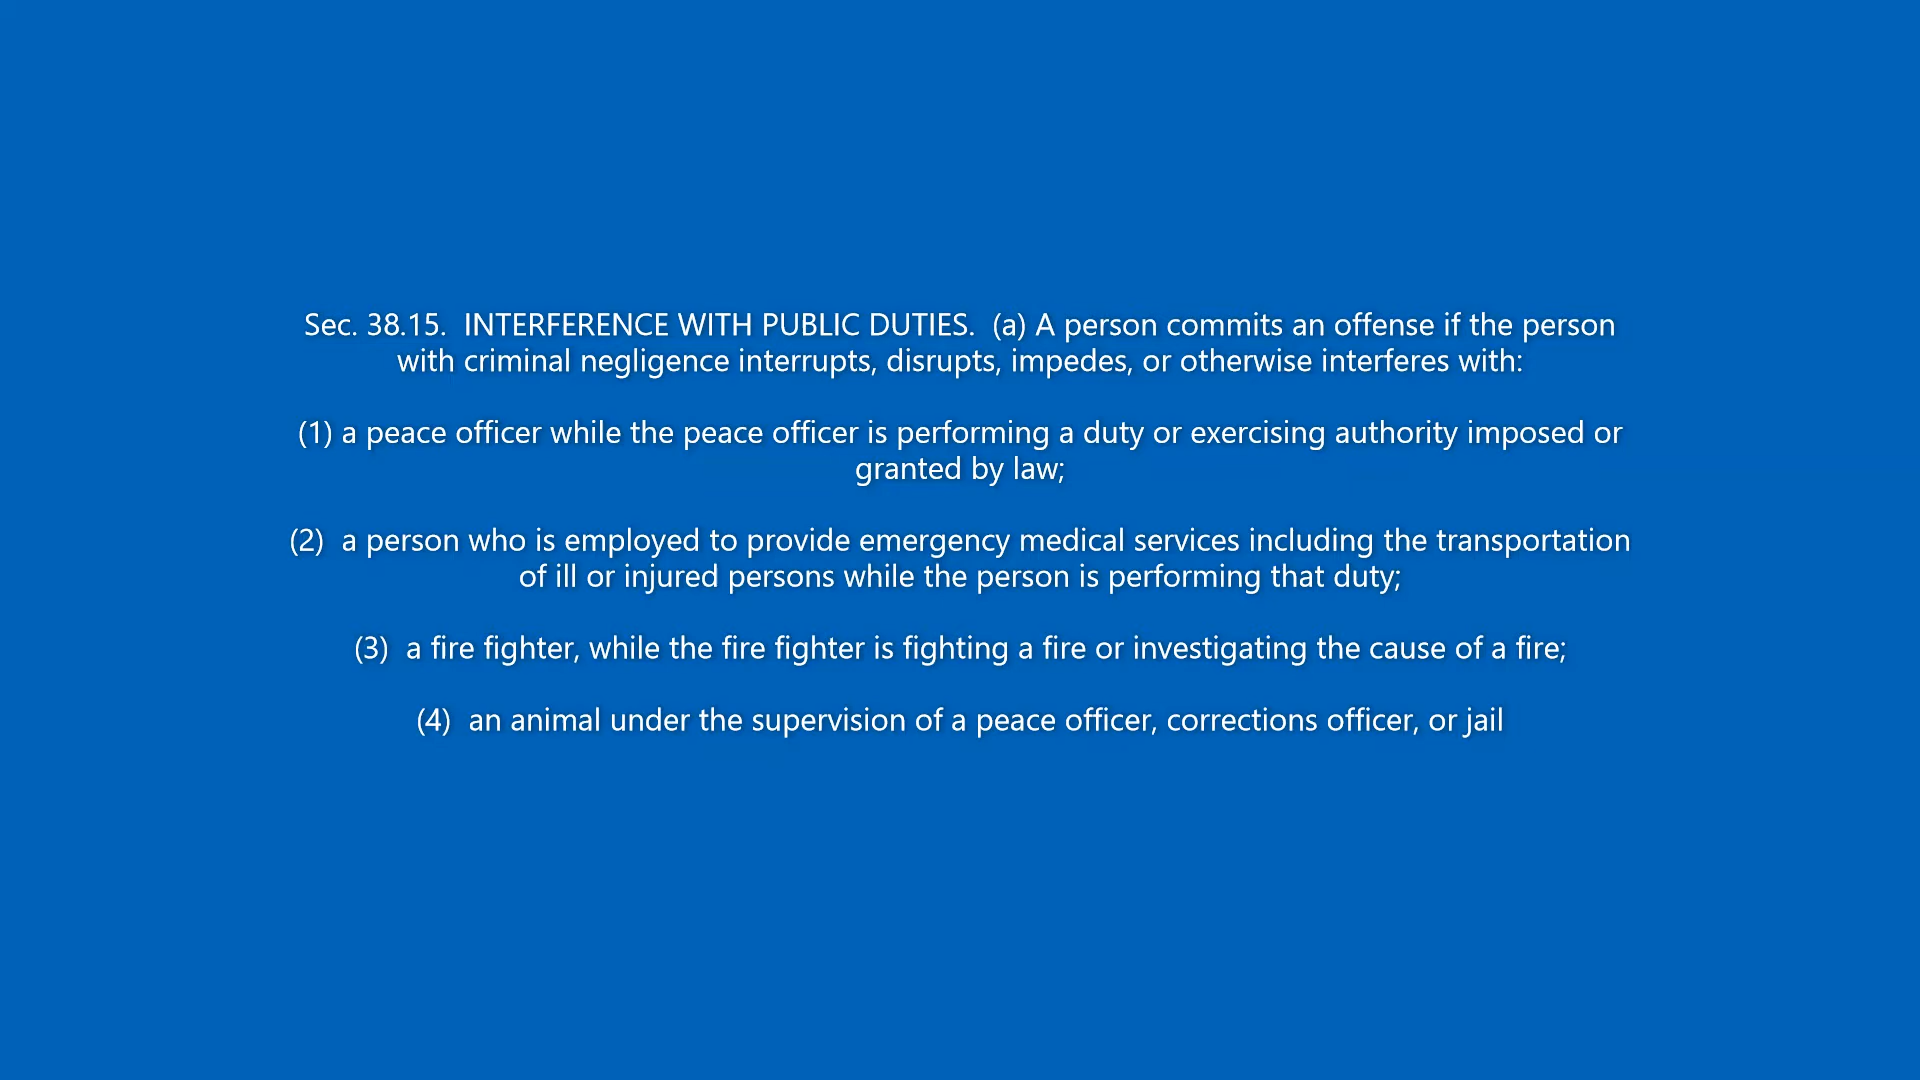 Sec. 38.15.  INTERFERENCE WITH PUBLIC DUTIES.  (a) A person commits an offense if the person
with criminal negligence interrupts, disrupts, impedes, or otherwise interferes with:
(1) a peace officer while the peace officer is performing a duty or exercising authority imposed or
granted by law;
(2)  a person who is employed to provide emergency medical services including the transportation
of ill or injured persons while the person is performing that duty;
(3)  a fire fighter, while the fire fighter is fighting a fire or investigating the cause of a fire;
(4)  an animal under the supervision of a peace officer, corrections officer, or jail